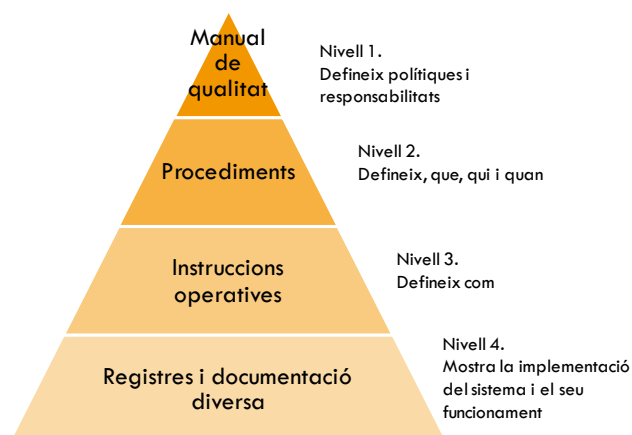 Manual
de
qualitat
Nivell 1.
Defineix polítiques i
responsabilitats
Procediments
Nivell 2.
Defineix, que, qui i quan
Instruccions
operatives
Nivell 3.
Defineix com
Registres i documentació
diversa
Nivell 4.
Mostra la implementació
del sistema i el seu
funcionament